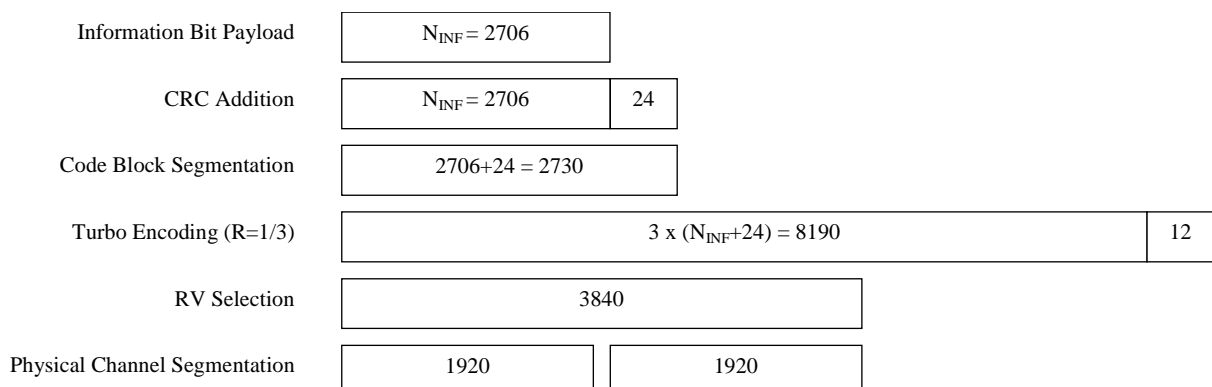 Information Bit Payload
N_INF = 2706
CRC Addition
N_INF = 2706
24
Code Block Segmentation
2706+24 = 2730
Turbo Encoding (R=1/3)
3 x (N_INF+24) = 8190
12
RV Selection
3840
Physical Channel Segmentation
1920
1920